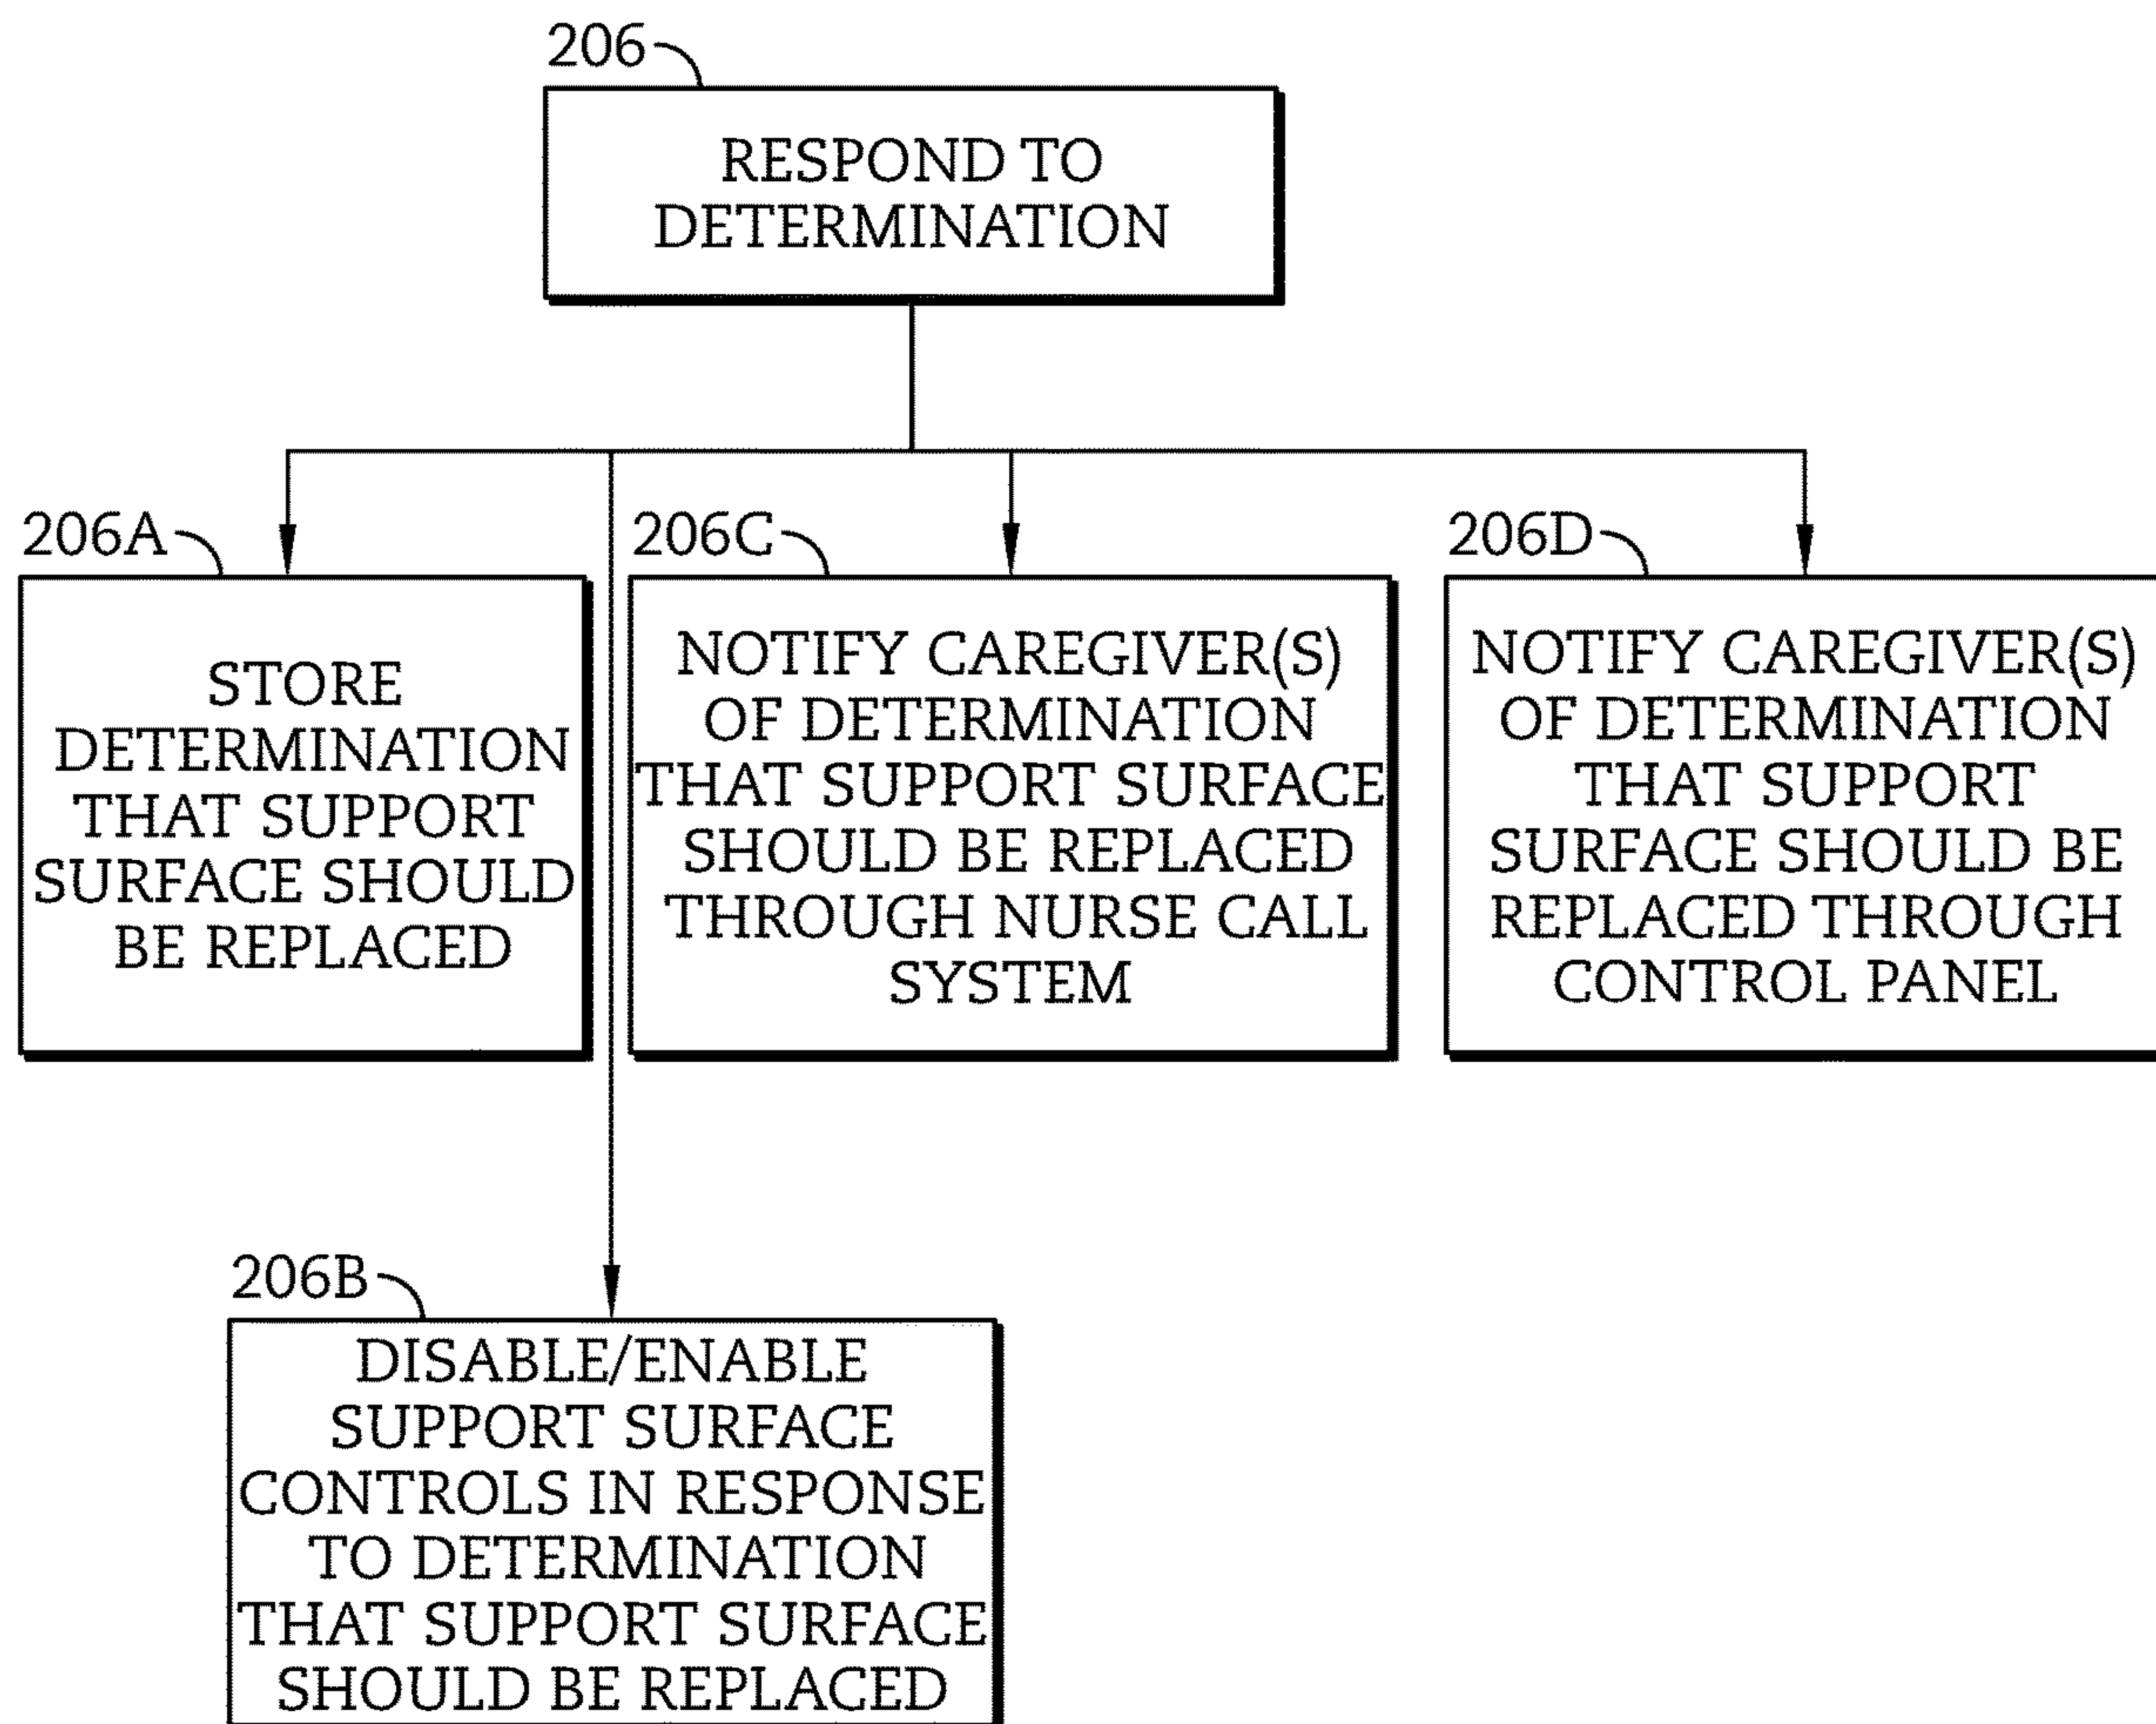 206
RESPOND TO
DETERMINATION
206A
STORE
DETERMINATION
THAT SUPPORT
SURFACE SHOULD
BE REPLACED
206C
NOTIFY CAREGIVER(S)
OF DETERMINATION
THAT SUPPORT SURFACE
SHOULD BE REPLACED
THROUGH NURSE CALL
SYSTEM
206D
NOTIFY CAREGIVER(S)
OF DETERMINATION
THAT SUPPORT
SURFACE SHOULD BE
REPLACED THROUGH
CONTROL PANEL
206B
DISABLE/ENABLE
SUPPORT SURFACE
CONTROLS IN RESPONSE
TO DETERMINATION
THAT SUPPORT SURFACE
SHOULD BE REPLACED